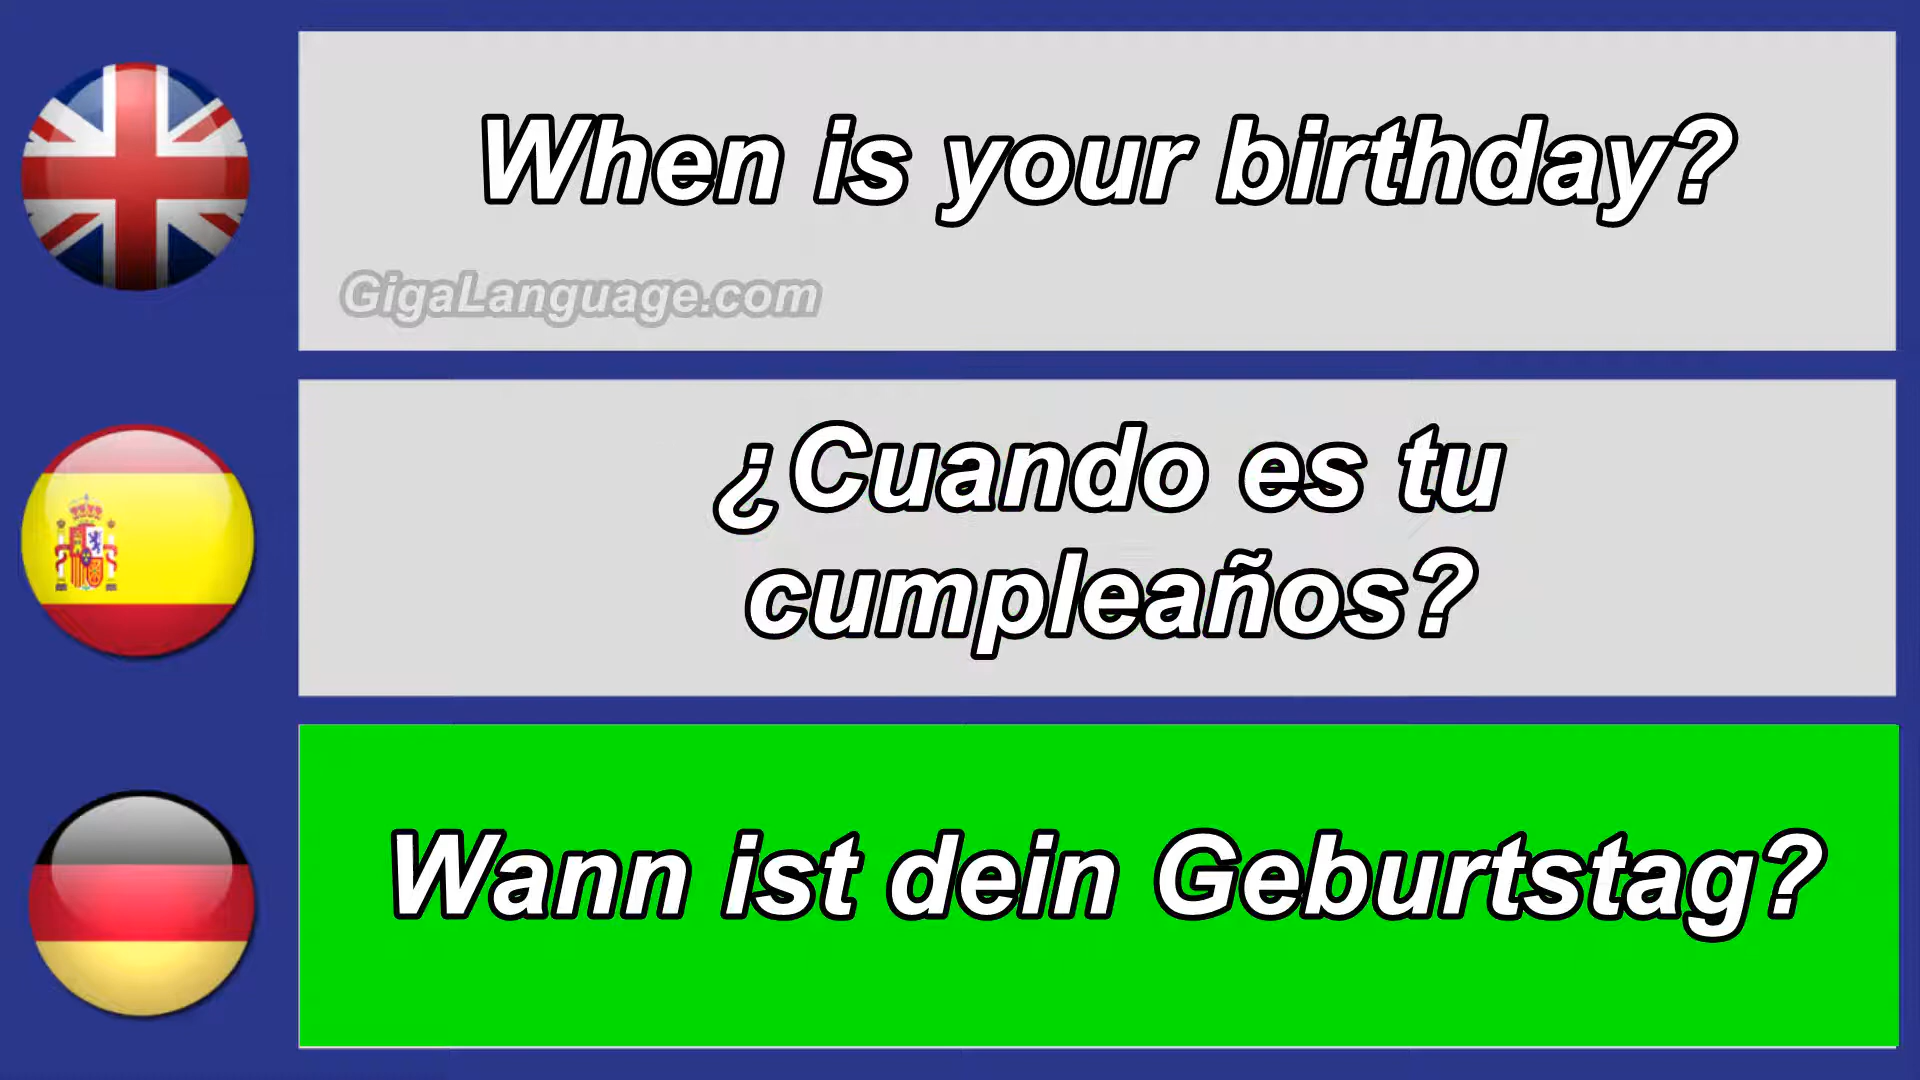 When is your birthday?
GigaLanguage.com
¿Cuando es tu
cumpleaños?
Wann ist dein Geburtstag?